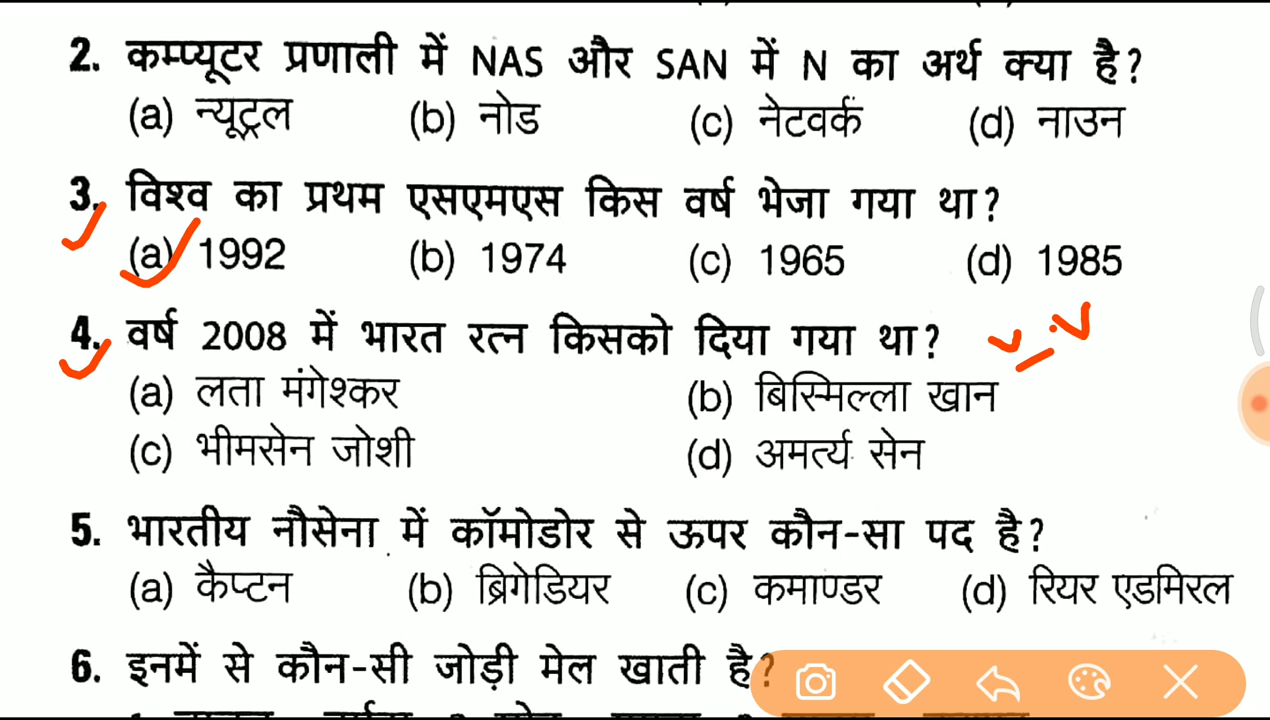 2. कम्प्यूटर प्रणाली में NAS और SAN में N का अर्थ क्या है?
(a) न्यूट्रल (b) नोड (c) नेटवर्क (d) नाउन
3. विश्व का प्रथम एसएमएस किस वर्ष भेजा गया था?
(a) 1992 (b) 1974 (c) 1965 (d) 1985
4. वर्ष 2008 में भारत रत्न किसको दिया गया था?
(a) लता मंगेश्कर (b) बिस्मिल्ला खान
(c) भीमसेन जोशी (d) अमर्त्य सेन
5. भारतीय नौसेना में कॉमोडोर से ऊपर कौन-सा पद है?
(a) कैप्टन (b) ब्रिगेडियर (c) कमाण्डर (d) रियर एडमिरल
6. इनमें से कौन-सी जोड़ी मेल खाती है?